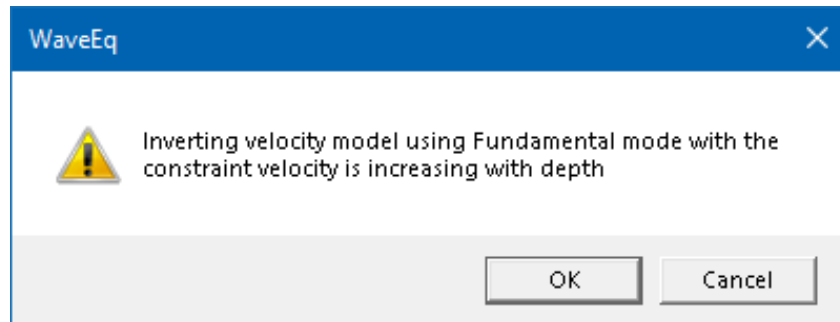 WaveEq
Inverting velocity model using Fundamental mode with the
constraint velocity is increasing with depth
OK
Cancel